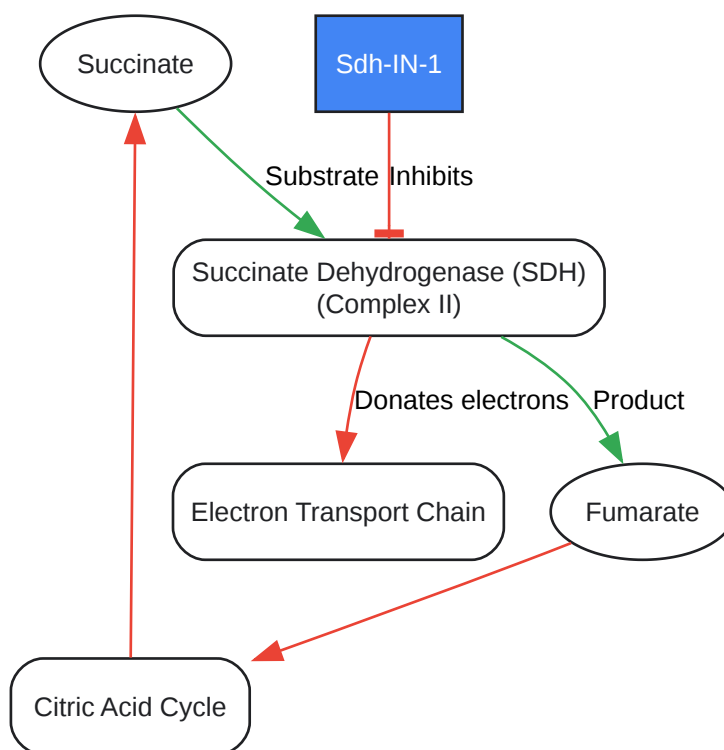 Succinate
Sdh-IN-1
Substrate
Inhibits
Succinate Dehydrogenase (SDH)
(Complex II)
Donates electrons
Product
Electron Transport Chain
Fumarate
Citric Acid Cycle